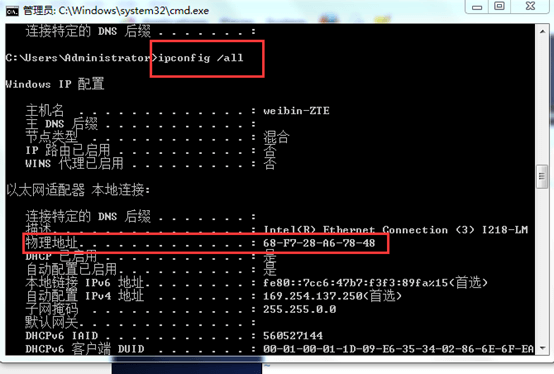 管理员: C:\Windows\system32\cmd.exe
连接特定的 DNS 后缀 . . . . . . . :
C:\Users\Administrator>ipconfig /all
Windows IP 配置
主机名 . . . . . . . . . . . . . : weibin-ZTE
主 DNS 后缀 . . . . . . . . . . . :
节点类型 . . . . . . . . . . . . : 混合
IP 路由已启用 . . . . . . . . . . : 否
WINS 代理已启用 . . . . . . . . . : 否
以太网适配器 本地连接:
连接特定的 DNS 后缀 . . . . . . . :
描述. . . . . . . . . . . . . . . : Intel(R) Ethernet Connection (3) I218-LM
物理地址. . . . . . . . . . . . . : 68-F7-28-A6-78-48
DHCP 已启用 . . . . . . . . . . . : 是
自动配置已启用. . . . . . . . . . : 是
本地链接 IPv6 地址. . . . . . . . : fe80::7cc6:47b7:f3f3:89fa%15(首选)
自动配置 IPv4 地址 . . . . . . . : 169.254.137.250(首选)
子网掩码 . . . . . . . . . . . . : 255.255.0.0
默认网关. . . . . . . . . . . . . :
DHCPv6 IAID . . . . . . . . . . . : 560527144
DHCPv6 客户端 DUID . . . . . . . : 00-01-00-01-1D-09-E6-35-34-02-86-6E-6F-EA